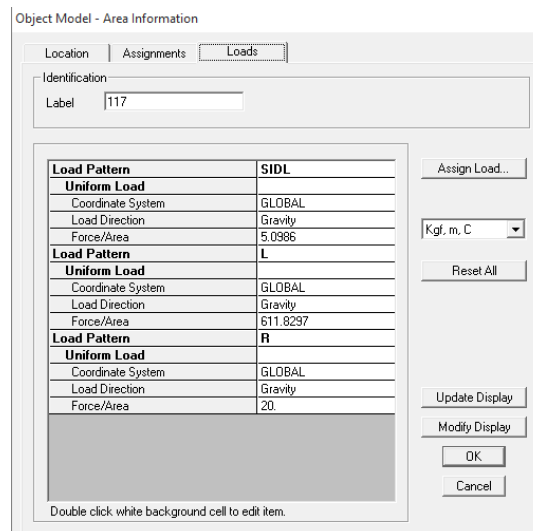 Object Model - Area Information
Location Assignments Loads
Identification
Label 117
Load Pattern SIDL
Uniform Load
Coordinate System GLOBAL
Load Direction Gravity
Force/Area 5.0986
Load Pattern L
Uniform Load
Coordinate System GLOBAL
Load Direction Gravity
Force/Area 611.8297
Load Pattern R
Uniform Load
Coordinate System GLOBAL
Load Direction Gravity
Force/Area 20.
Double click white background cell to edit item.
Assign Load...
Kgf, m, C
Reset All
Update Display
Modify Display
OK
Cancel